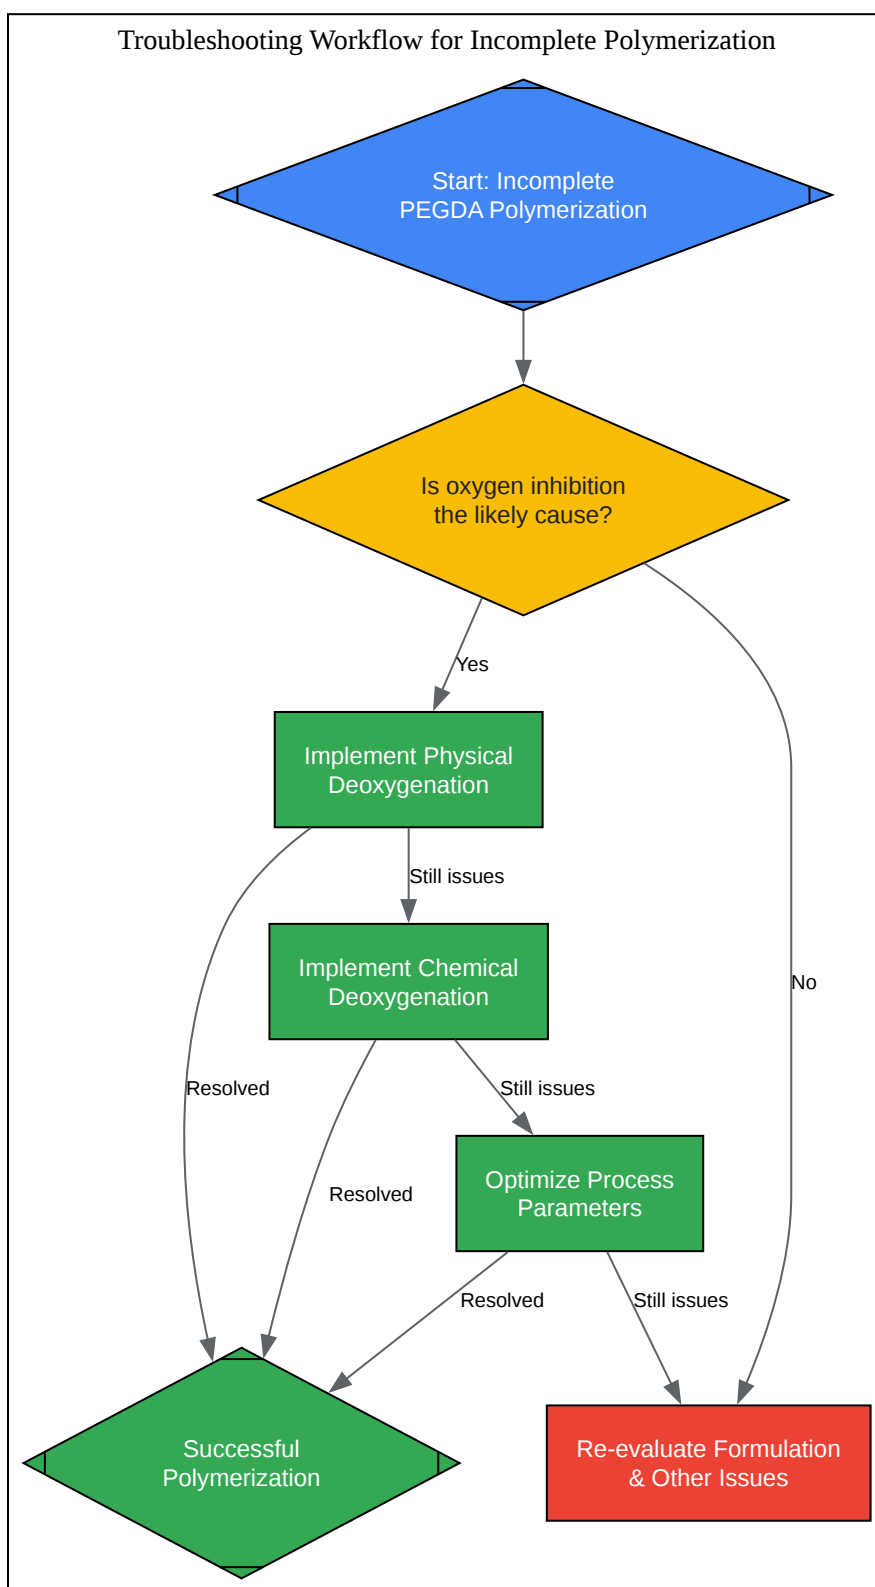 Troubleshooting Workflow for Incomplete Polymerization
Start: Incomplete
PEGDA Polymerization
Is oxygen inhibition
the likely cause?
Yes
Implement Physical
Deoxygenation
Still issues
Implement Chemical
Deoxygenation
No
Resolved
Still issues
Optimize Process
Parameters
Resolved
Resolved
Still issues
Successful
Polymerization
Re-evaluate Formulation
& Other Issues